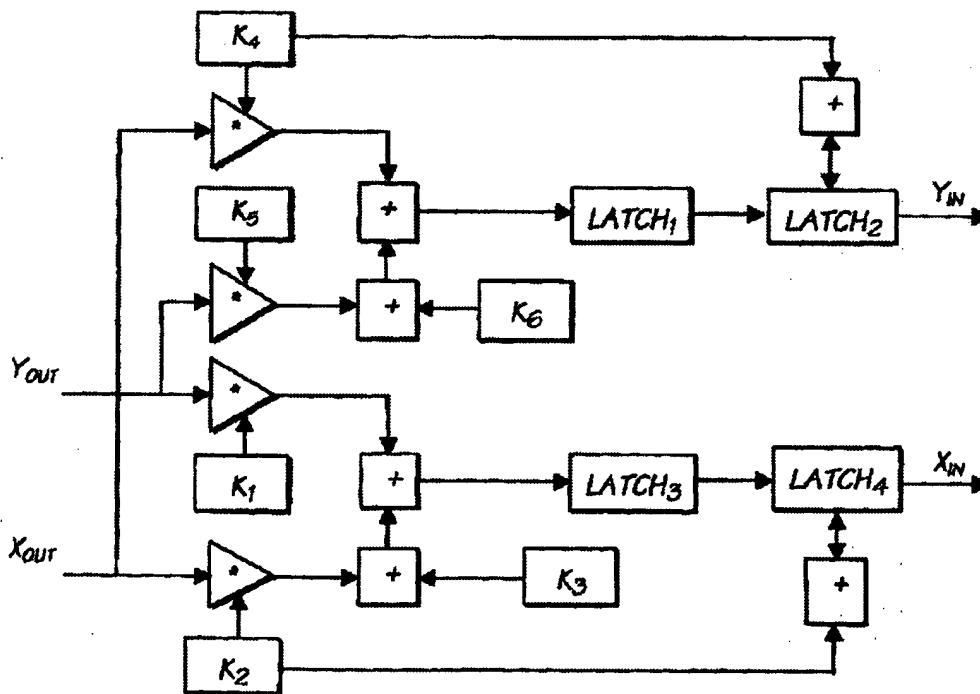 K4
*
+
K5
+
LATCH1
LATCH2
YIN
*
+
K6
YOUT
*
K1
+
LATCH3
LATCH4
XIN
XOUT
*
+
K3
+
K2